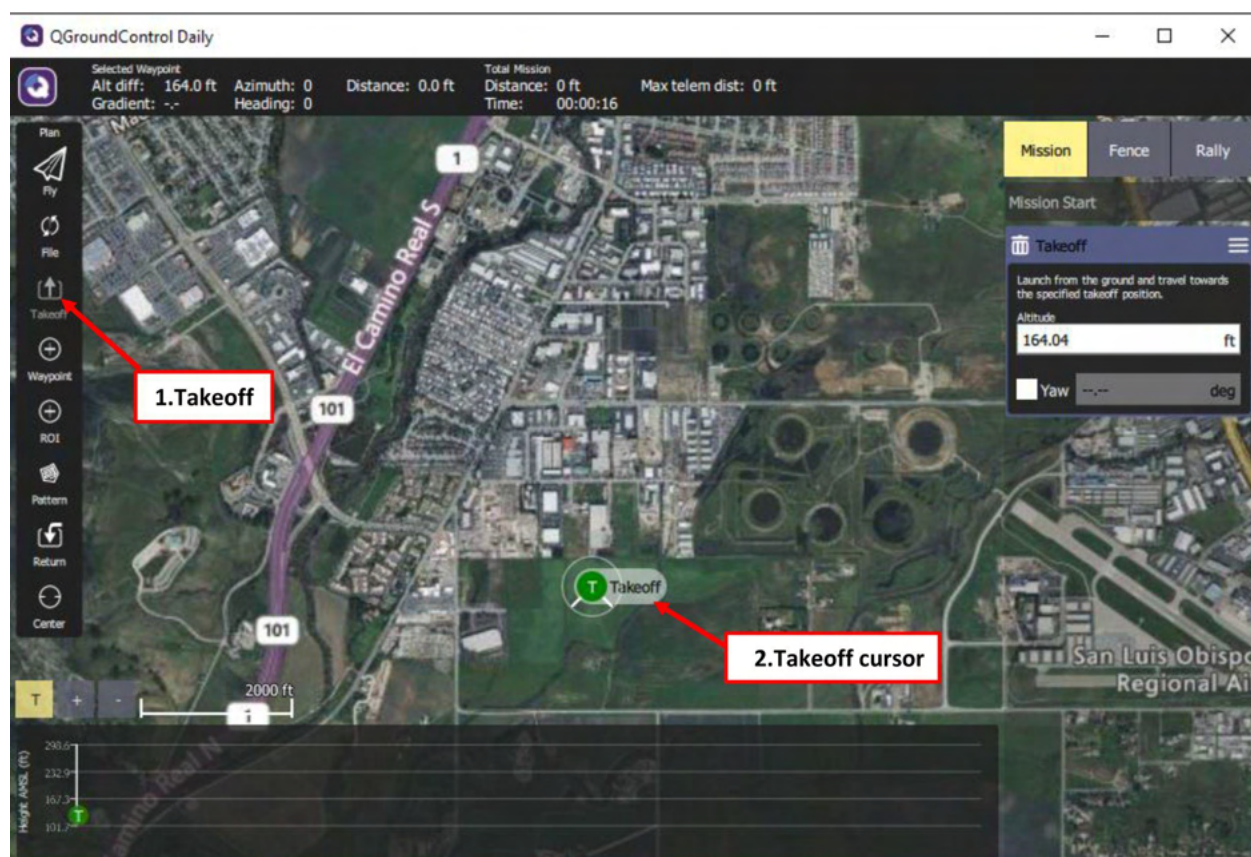 QGroundControl Daily
Selected Waypoint
Alt diff: 164.0 ft Azimuth: 0 Distance: 0.0 ft
Gradient: -.- Heading: 0
Total Mission
Distance: 0 ft Max telem dist: 0 ft
Time: 00:00:16
Plan
Fly
File
Takeoff
Waypoint
ROI
Pattern
Return
Center
1.Takeoff
Mission Fence Rally
Mission Start
Takeoff
Launch from the ground and travel towards
the specified takeoff position.
Altitude
164.04 ft
Yaw --.-- deg
1
El Camino Real S
101
T Takeoff
2.Takeoff cursor
101
San Luis Obispo
Regional Ai
T + -
2000 ft
1
Height AMSL (ft)
298.6
232.9
167.3
101.7
T
amino Real N